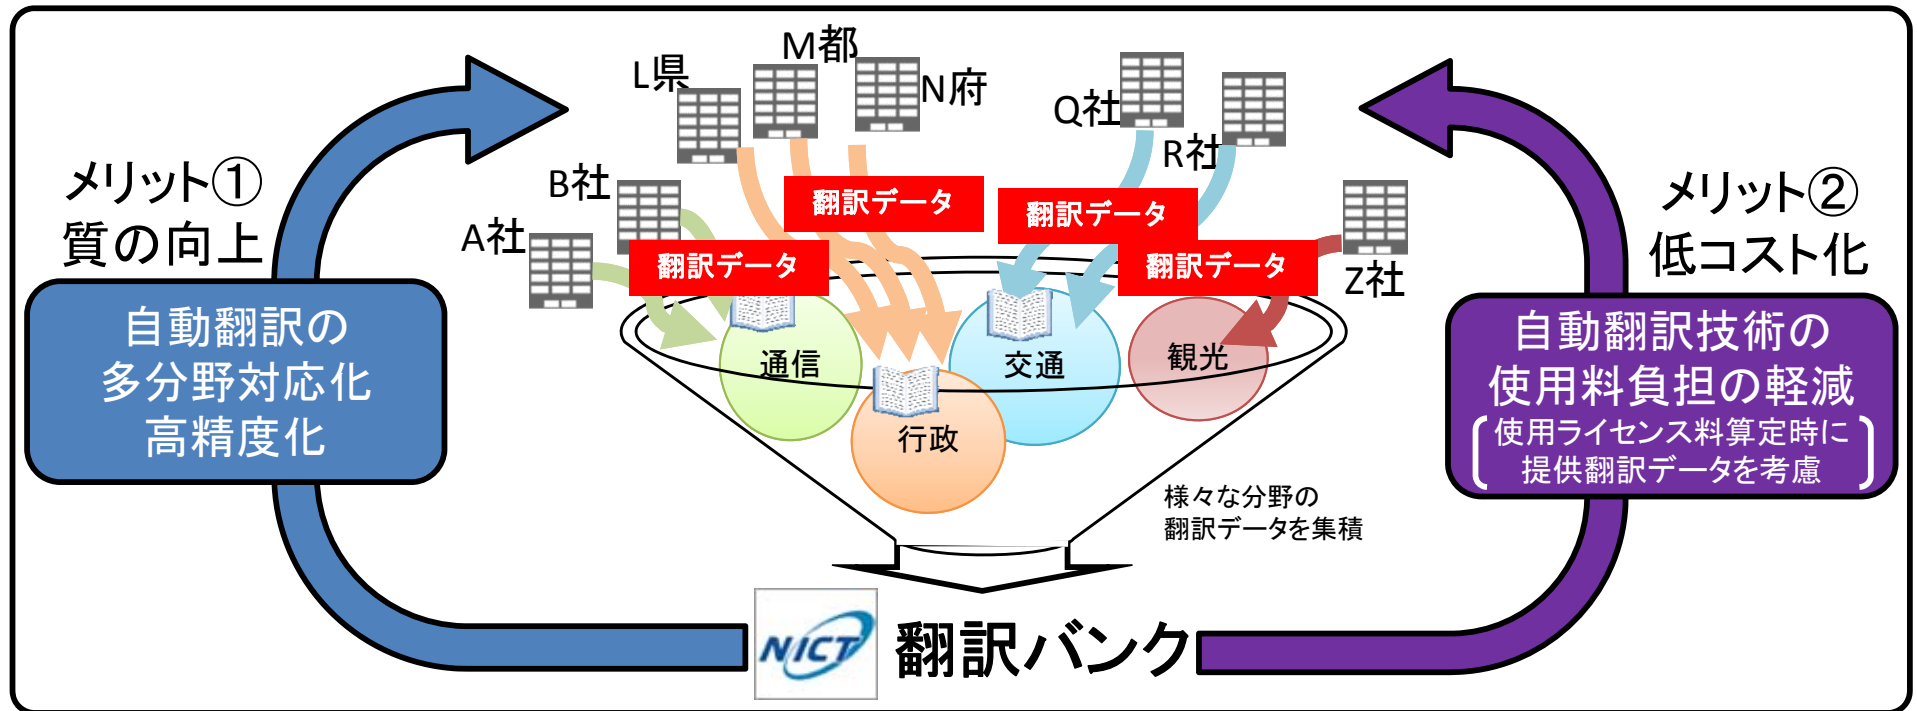 メリット①
質の向上
自動翻訳の
多分野対応化
高精度化
A社
B社
L県
M都
N府
Q社
R社
Z社
翻訳データ
翻訳データ
翻訳データ
翻訳データ
通信
行政
交通
観光
様々な分野の
翻訳データを集積
メリット②
低コスト化
自動翻訳技術の
使用料負担の軽減
使用ライセンス料算定時に
提供翻訳データを考慮
NICT
翻訳バンク